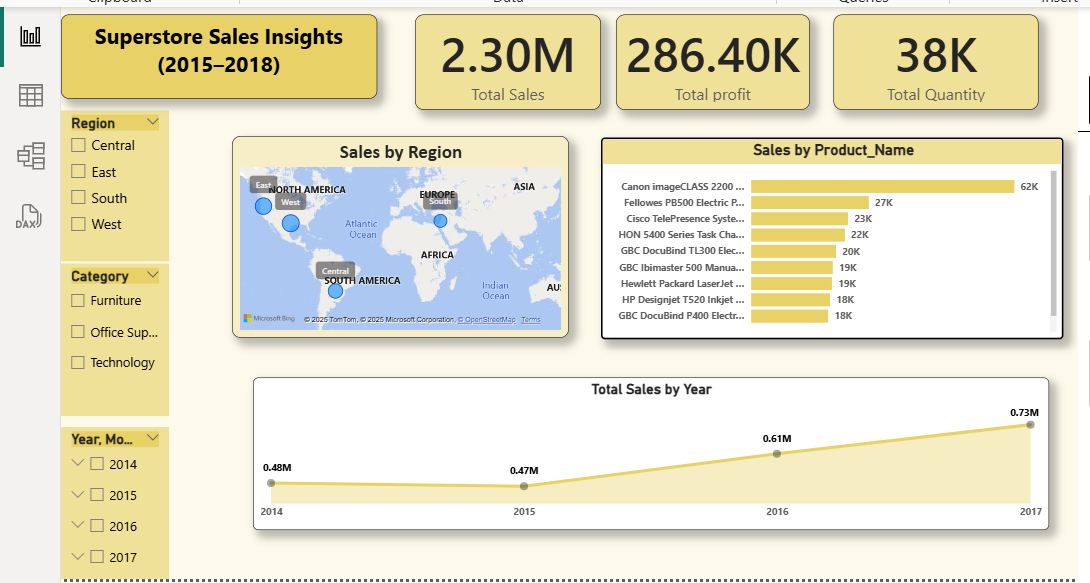 Clipboard
Data
Queries
Insert
Superstore Sales Insights
(2015–2018)
2.30M
Total Sales
286.40K
Total profit
38K
Total Quantity
Region
Central
East
South
West
Category
Furniture
Office Sup...
Technology
Year, Mo...
2014
2015
2016
2017
DAX
Sales by Region
East
NORTH AMERICA
West
EUROPE
South
ASIA
Atlantic
Ocean
AFRICA
Central
SOUTH AMERICA
Indian
Ocean
AU
Microsoft Bing
© 2025 TomTom, © 2025 Microsoft Corporation, © OpenStreetMap Terms
Sales by Product_Name
Canon imageCLASS 2200 ... 62K
Fellowes PB500 Electric P... 27K
Cisco TelePresence Syste... 23K
HON 5400 Series Task Cha... 22K
GBC DocuBind TL300 Elec... 20K
GBC Ibimaster 500 Manua... 19K
Hewlett Packard LaserJet ... 19K
HP Designjet T520 Inkjet ... 18K
GBC DocuBind P400 Electr... 18K
Total Sales by Year
0.48M
0.47M
0.61M
0.73M
2014
2015
2016
2017